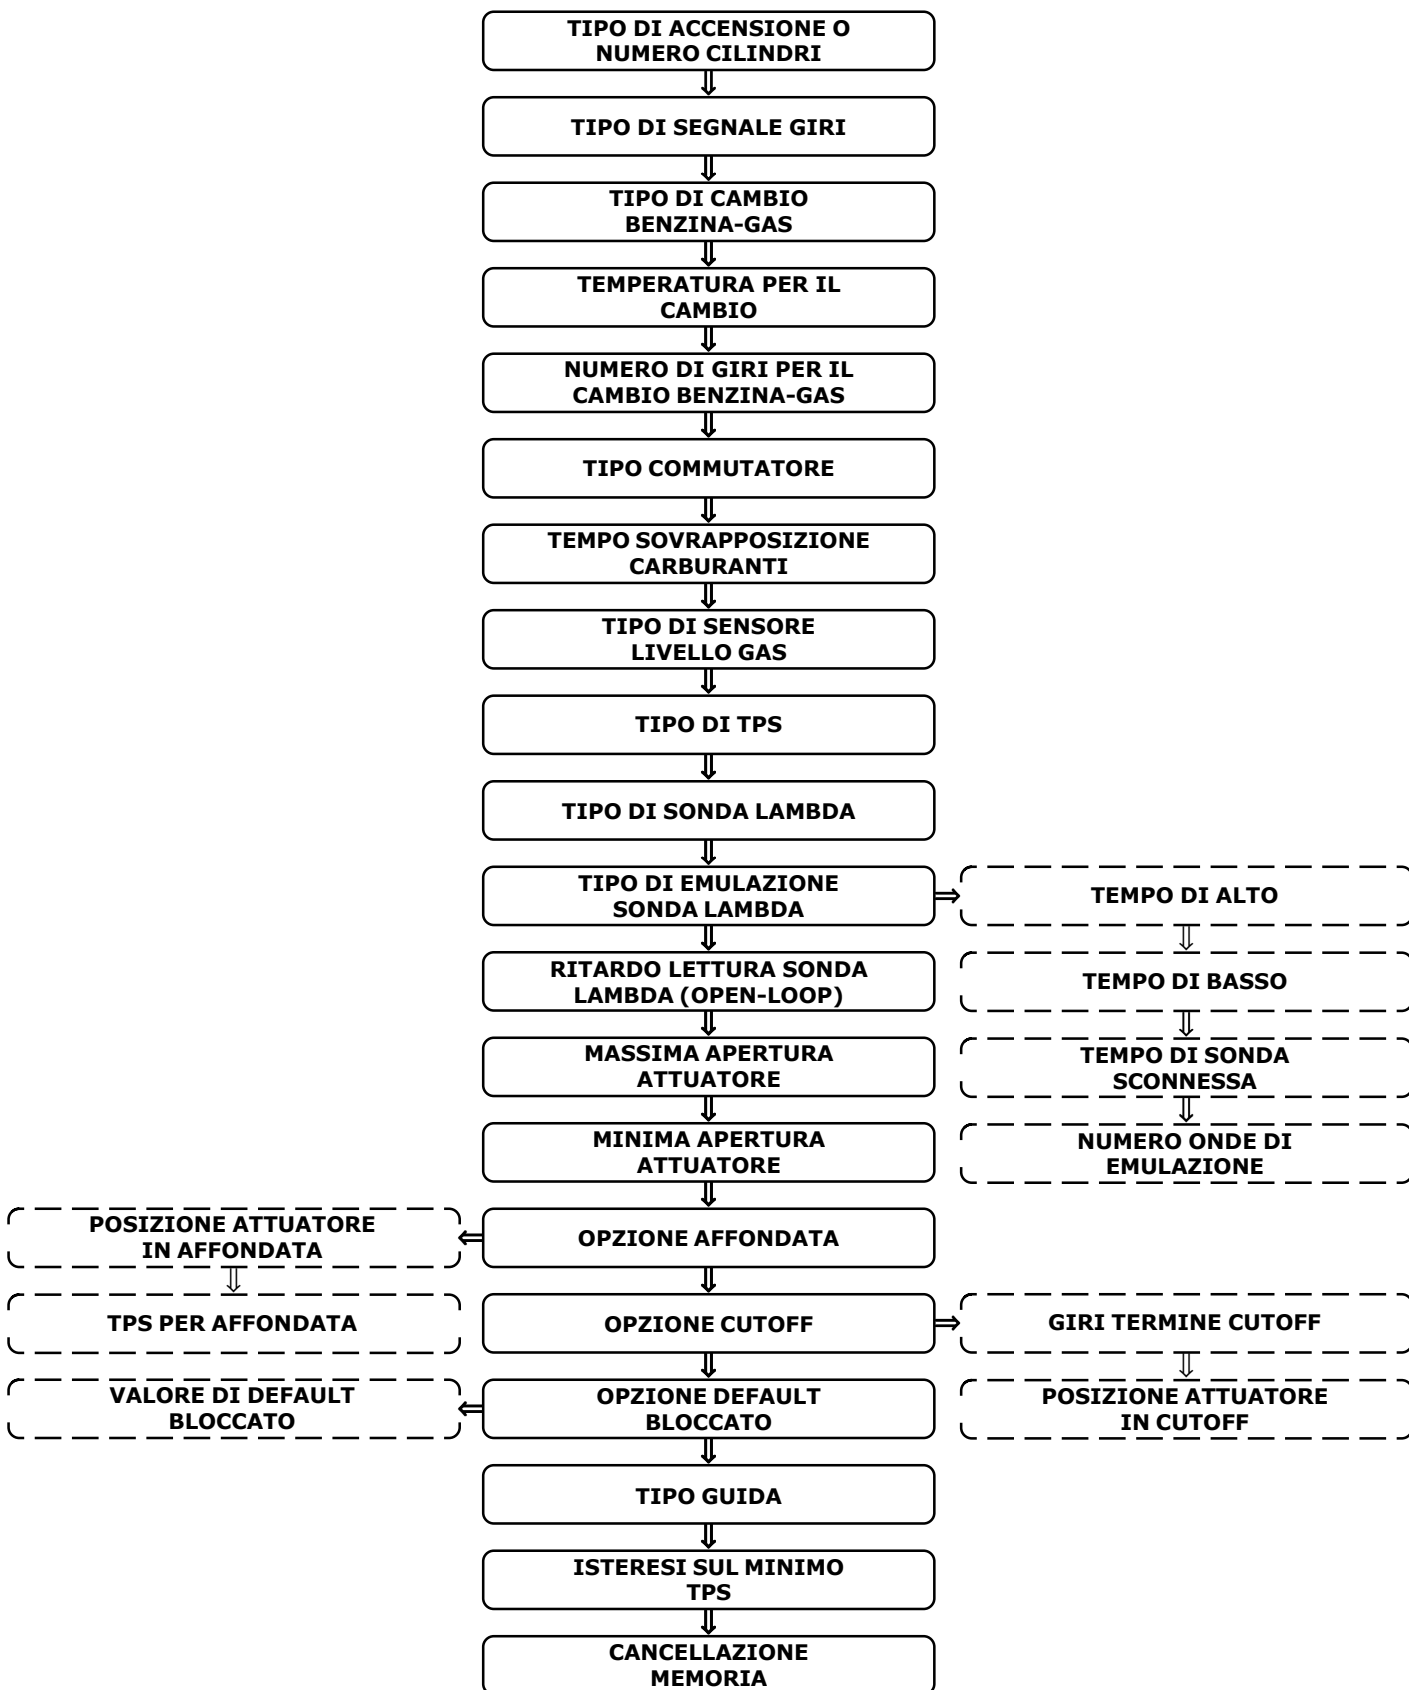 TIPO DI ACCENSIONE O
NUMERO CILINDRI
TIPO DI SEGNALE GIRI
TIPO DI CAMBIO
BENZINA-GAS
TEMPERATURA PER IL
CAMBIO
NUMERO DI GIRI PER IL
CAMBIO BENZINA-GAS
TIPO COMMUTATORE
TEMPO SOVRAPPOSIZIONE
CARBURANTI
TIPO DI SENSORE
LIVELLO GAS
TIPO DI TPS
TIPO DI SONDA LAMBDA
TIPO DI EMULAZIONE
SONDA LAMBDA
TEMPO DI ALTO
RITARDO LETTURA SONDA
LAMBDA (OPEN-LOOP)
TEMPO DI BASSO
MASSIMA APERTURA
ATTUATORE
TEMPO DI SONDA
SCONNESSA
MINIMA APERTURA
ATTUATORE
NUMERO ONDE DI
EMULAZIONE
POSIZIONE ATTUATORE
IN AFFONDATA
OPZIONE AFFONDATA
TPS PER AFFONDATA
OPZIONE CUTOFF
GIRI TERMINE CUTOFF
VALORE DI DEFAULT
BLOCCATO
OPZIONE DEFAULT
BLOCCATO
POSIZIONE ATTUATORE
IN CUTOFF
TIPO GUIDA
ISTERESI SUL MINIMO
TPS
CANCELLAZIONE
MEMORIA